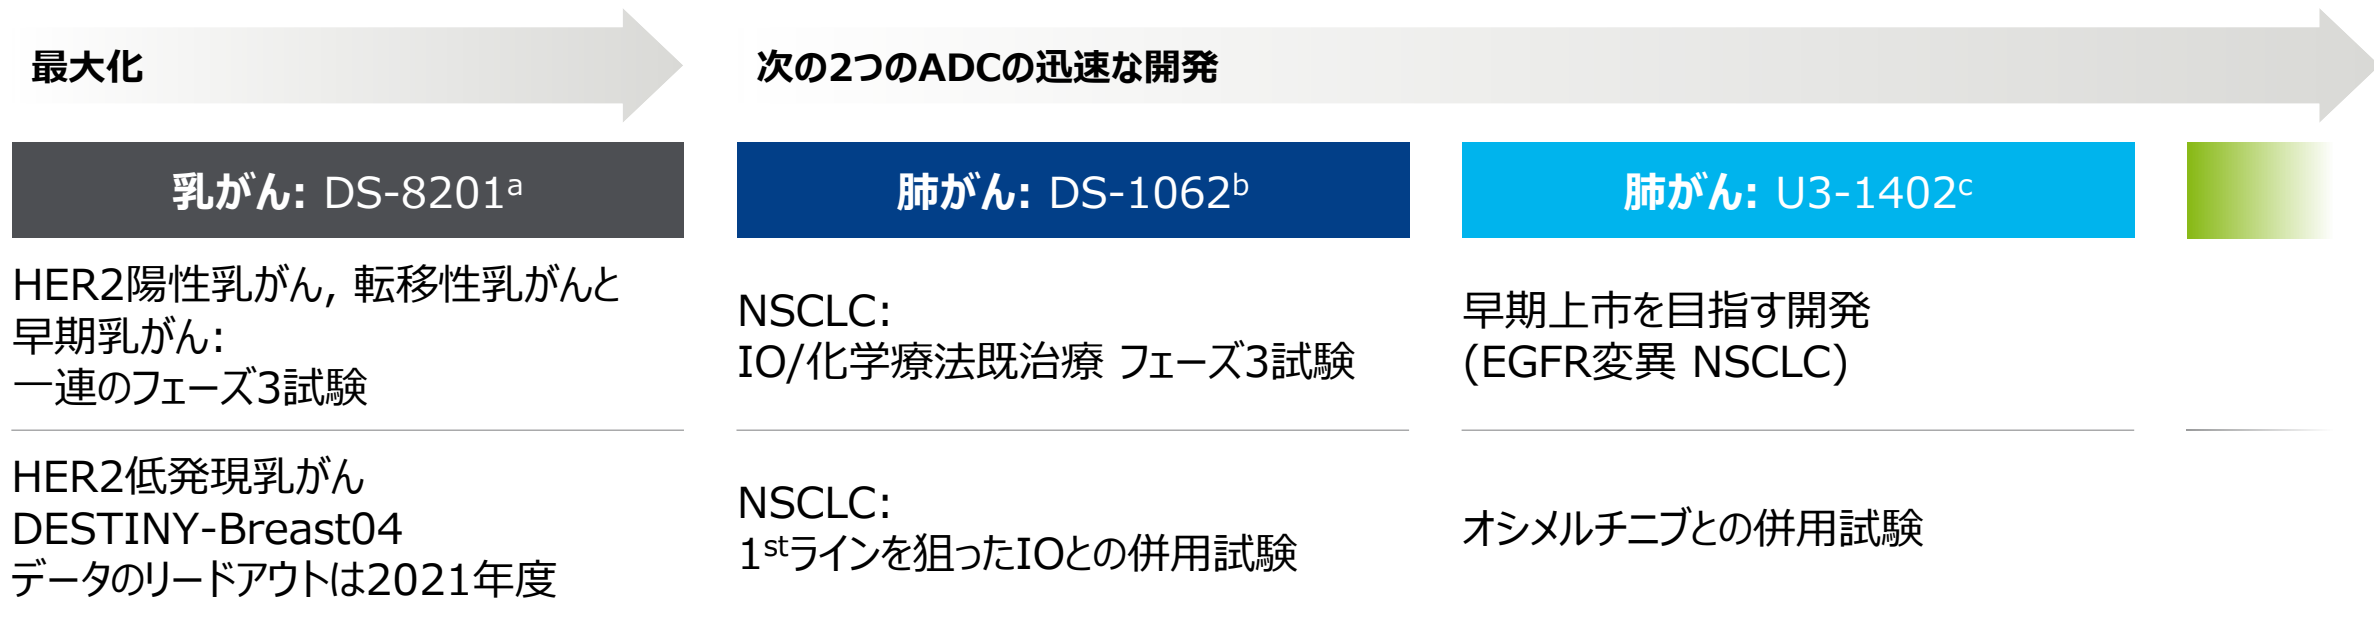 最大化
次の2つのADCの迅速な開発
乳がん: DS-8201a
HER2陽性乳がん, 転移性乳がんと
早期乳がん:
一連のフェーズ3試験
HER2低発現乳がん
DESTINY-Breast04
データのリードアウトは2021年度
肺がん: DS-1062b
NSCLC:
IO/化学療法既治療 フェーズ3試験
NSCLC:
1stラインを狙ったIOとの併用試験
肺がん: U3-1402c
早期上市を目指す開発
(EGFR変異 NSCLC)
オシメルチニブとの併用試験